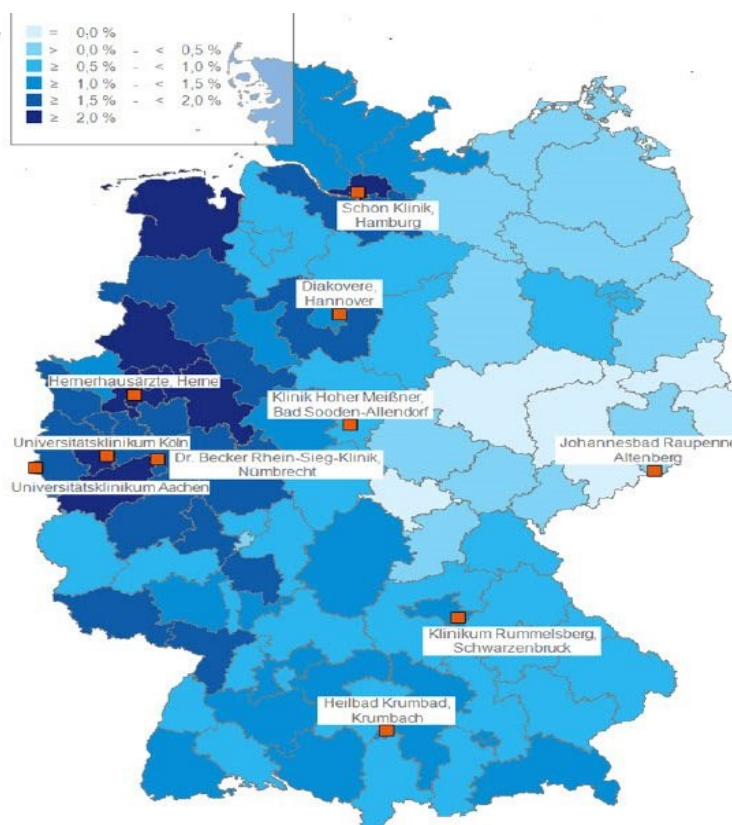 = 0,0 %
> 0,0 % - < 0,5 %
≥ 0,5 % - < 1,0 %
≥ 1,0 % - < 1,5 %
≥ 1,5 % - < 2,0 %
≥ 2,0 %
Schön Klinik,
Hamburg
Diakovere,
Hannover
Hernerhausärzte, Herne
Klinik Hoher Meißner,
Bad Sooden-Allendorf
Universitätsklinikum Köln
Dr. Becker Rhein-Sieg-Klinik,
Nümbrecht
Universitätsklinikum Aachen
Johannesbad Raupenne
Altenberg
Klinikum Rummelsberg,
Schwarzenbruck
Heilbad Krumbad,
Krumbach